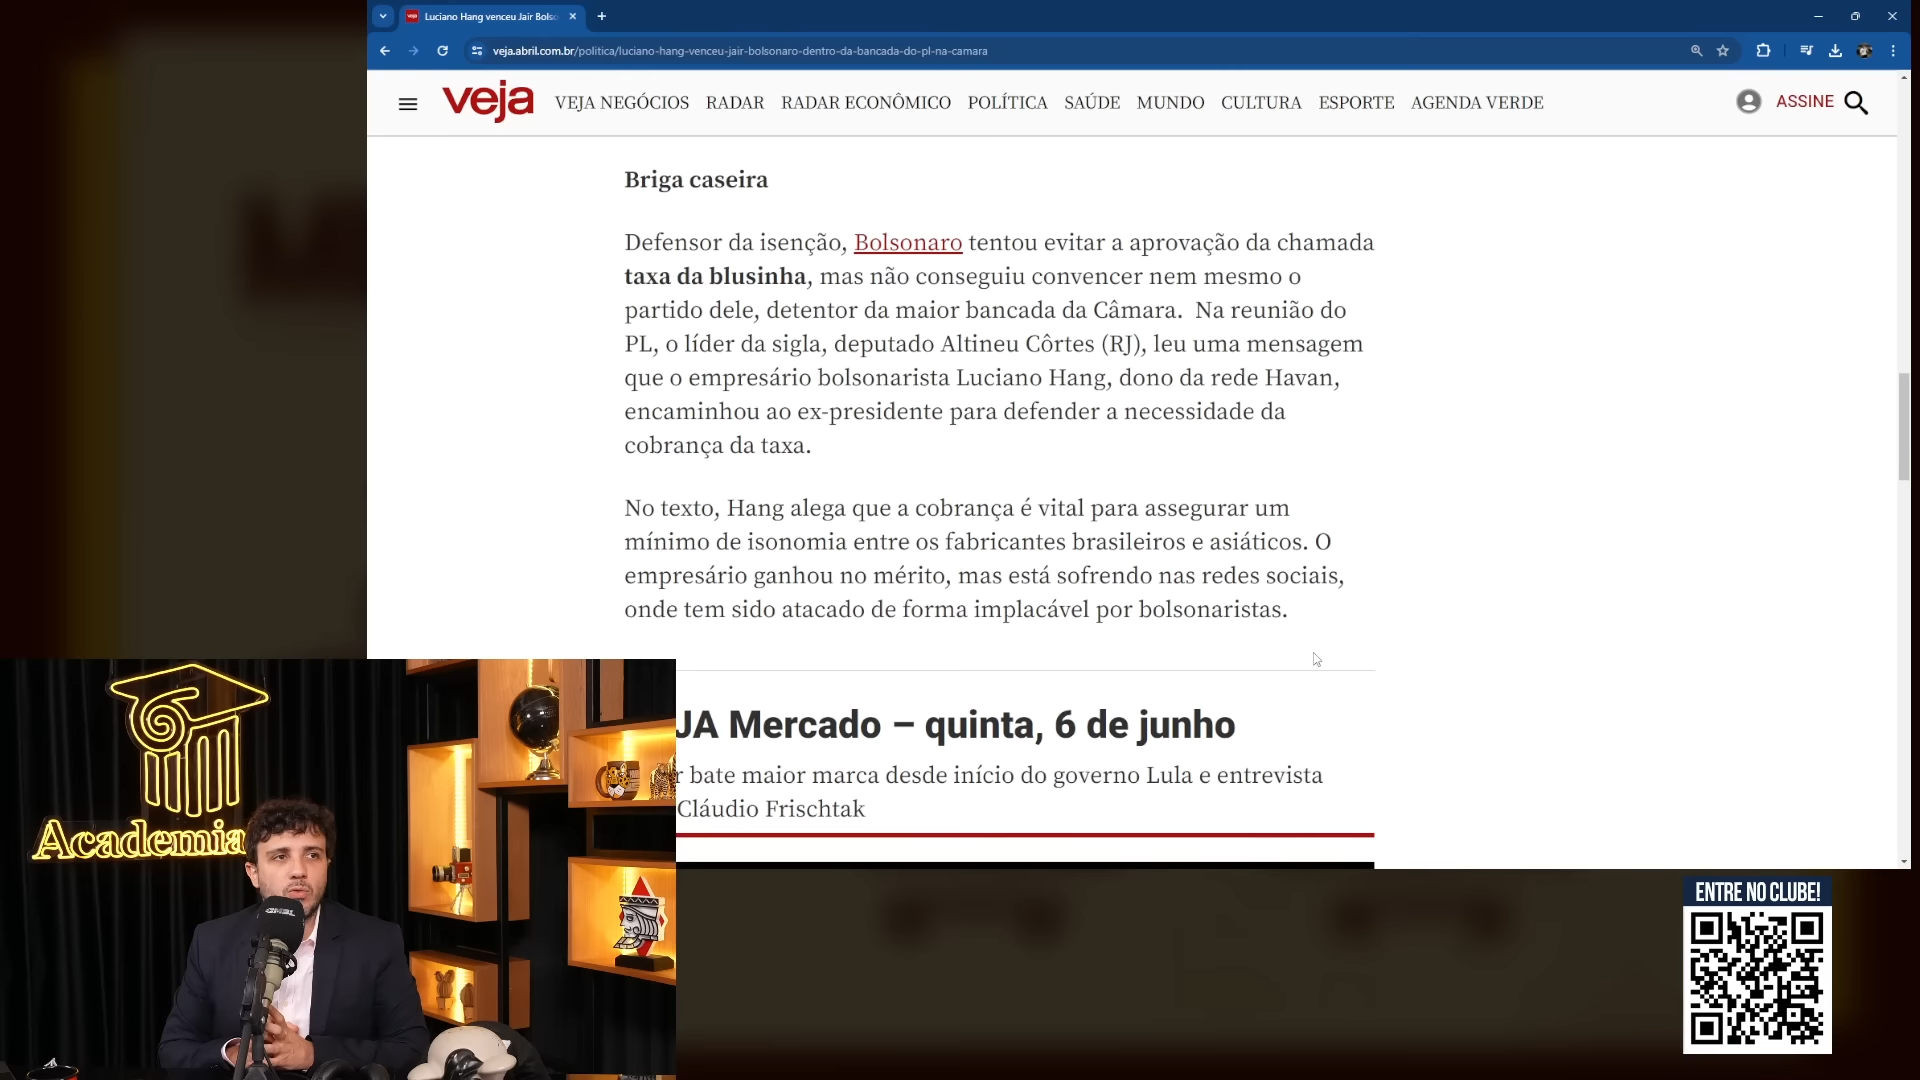 Luciano Hang venceu Jair Bolso
veja.abril.com.br/politica/luciano-hang-venceu-jair-bolsonaro-dentro-da-bancada-do-pl-na-camara
veja VEJA NEGÓCIOS RADAR RADAR ECONÔMICO POLÍTICA SAÚDE MUNDO CULTURA ESPORTE AGENDA VERDE ASSINE
Briga caseira
Defensor da isenção, Bolsonaro tentou evitar a aprovação da chamada
taxa da blusinha, mas não conseguiu convencer nem mesmo o
partido dele, detentor da maior bancada da Câmara. Na reunião do
PL, o líder da sigla, deputado Altineu Côrtes (RJ), leu uma mensagem
que o empresário bolsonarista Luciano Hang, dono da rede Havan,
encaminhou ao ex-presidente para defender a necessidade da
cobrança da taxa.
No texto, Hang alega que a cobrança é vital para assegurar um
mínimo de isonomia entre os fabricantes brasileiros e asiáticos. O
empresário ganhou no mérito, mas está sofrendo nas redes sociais,
onde tem sido atacado de forma implacável por bolsonaristas.
JA Mercado – quinta, 6 de junho
r bate maior marca desde início do governo Lula e entrevista
Cláudio Frischtak
Academia
ENTRE NO CLUBE!